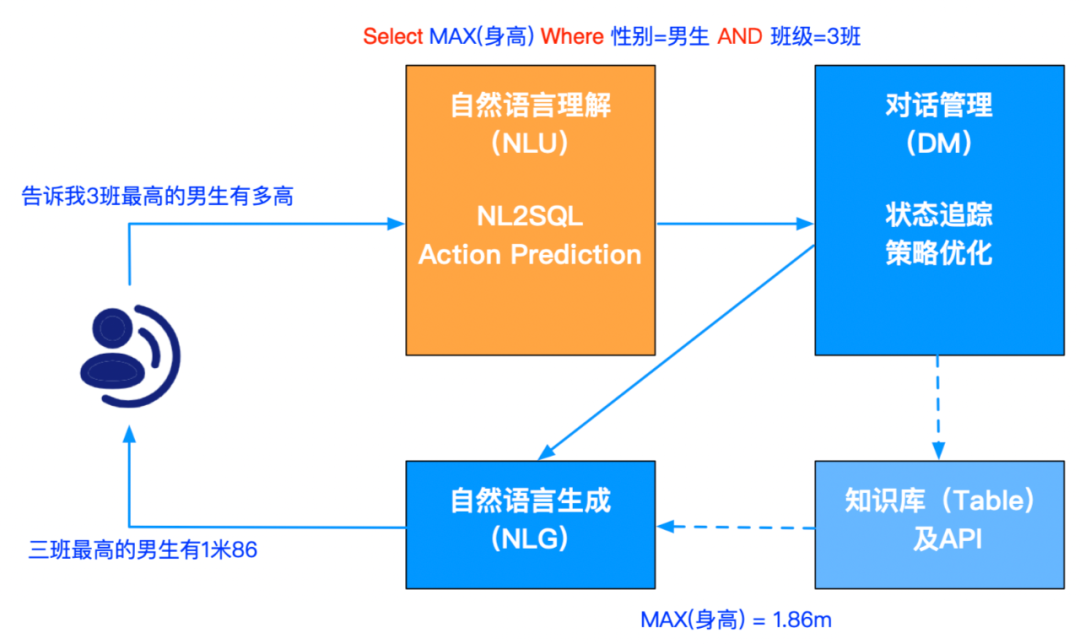 Select MAX(身高) Where 性别=男生 AND 班级=3班
自然语言理解
（NLU）
NL2SQL
Action Prediction
对话管理
（DM）
状态追踪
策略优化
告诉我3班最高的男生有多高
自然语言生成
（NLG）
知识库（Table）
及API
三班最高的男生有1米86
MAX(身高) = 1.86m